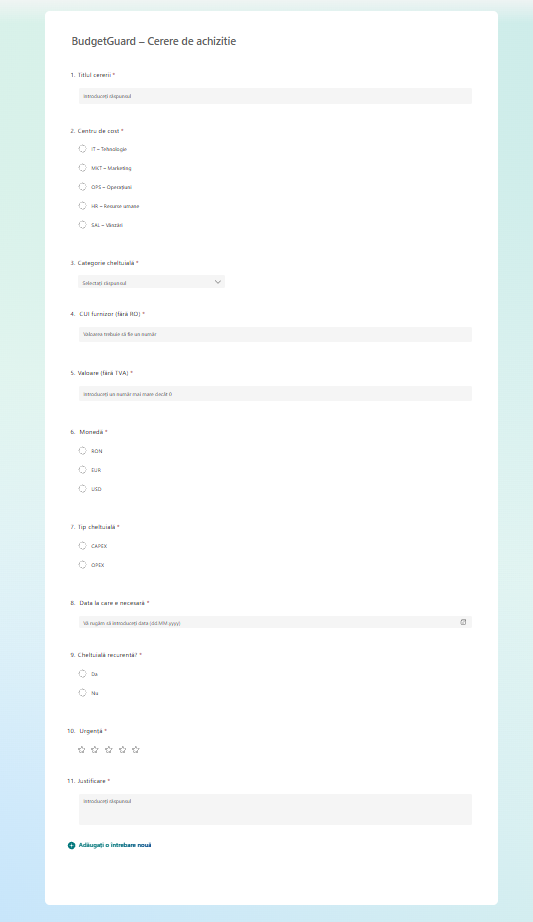 BudgetGuard – Cerere de achizitie
1. Titlul cererii *
Introduceți răspunsul
2. Centru de cost *
IT – Tehnologie
MKT – Marketing
OPS – Operațiuni
HR – Resurse umane
SAL – Vânzări
3. Categorie cheltuială *
Selectați răspunsul
4. CUI furnizor (fără RO) *
Valoarea trebuie să fie un număr
5. Valoare (fără TVA) *
Introduceți un număr mai mare decât 0
6. Monedă *
RON
EUR
USD
7. Tip cheltuială *
CAPEX
OPEX
8. Data la care e necesară *
Vă rugăm să introduceți data (dd.MM.yyyy)
9. Cheltuială recurentă? *
Da
Nu
10. Urgență *
11. Justificare *
Introduceți răspunsul
Adăugați o întrebare nouă